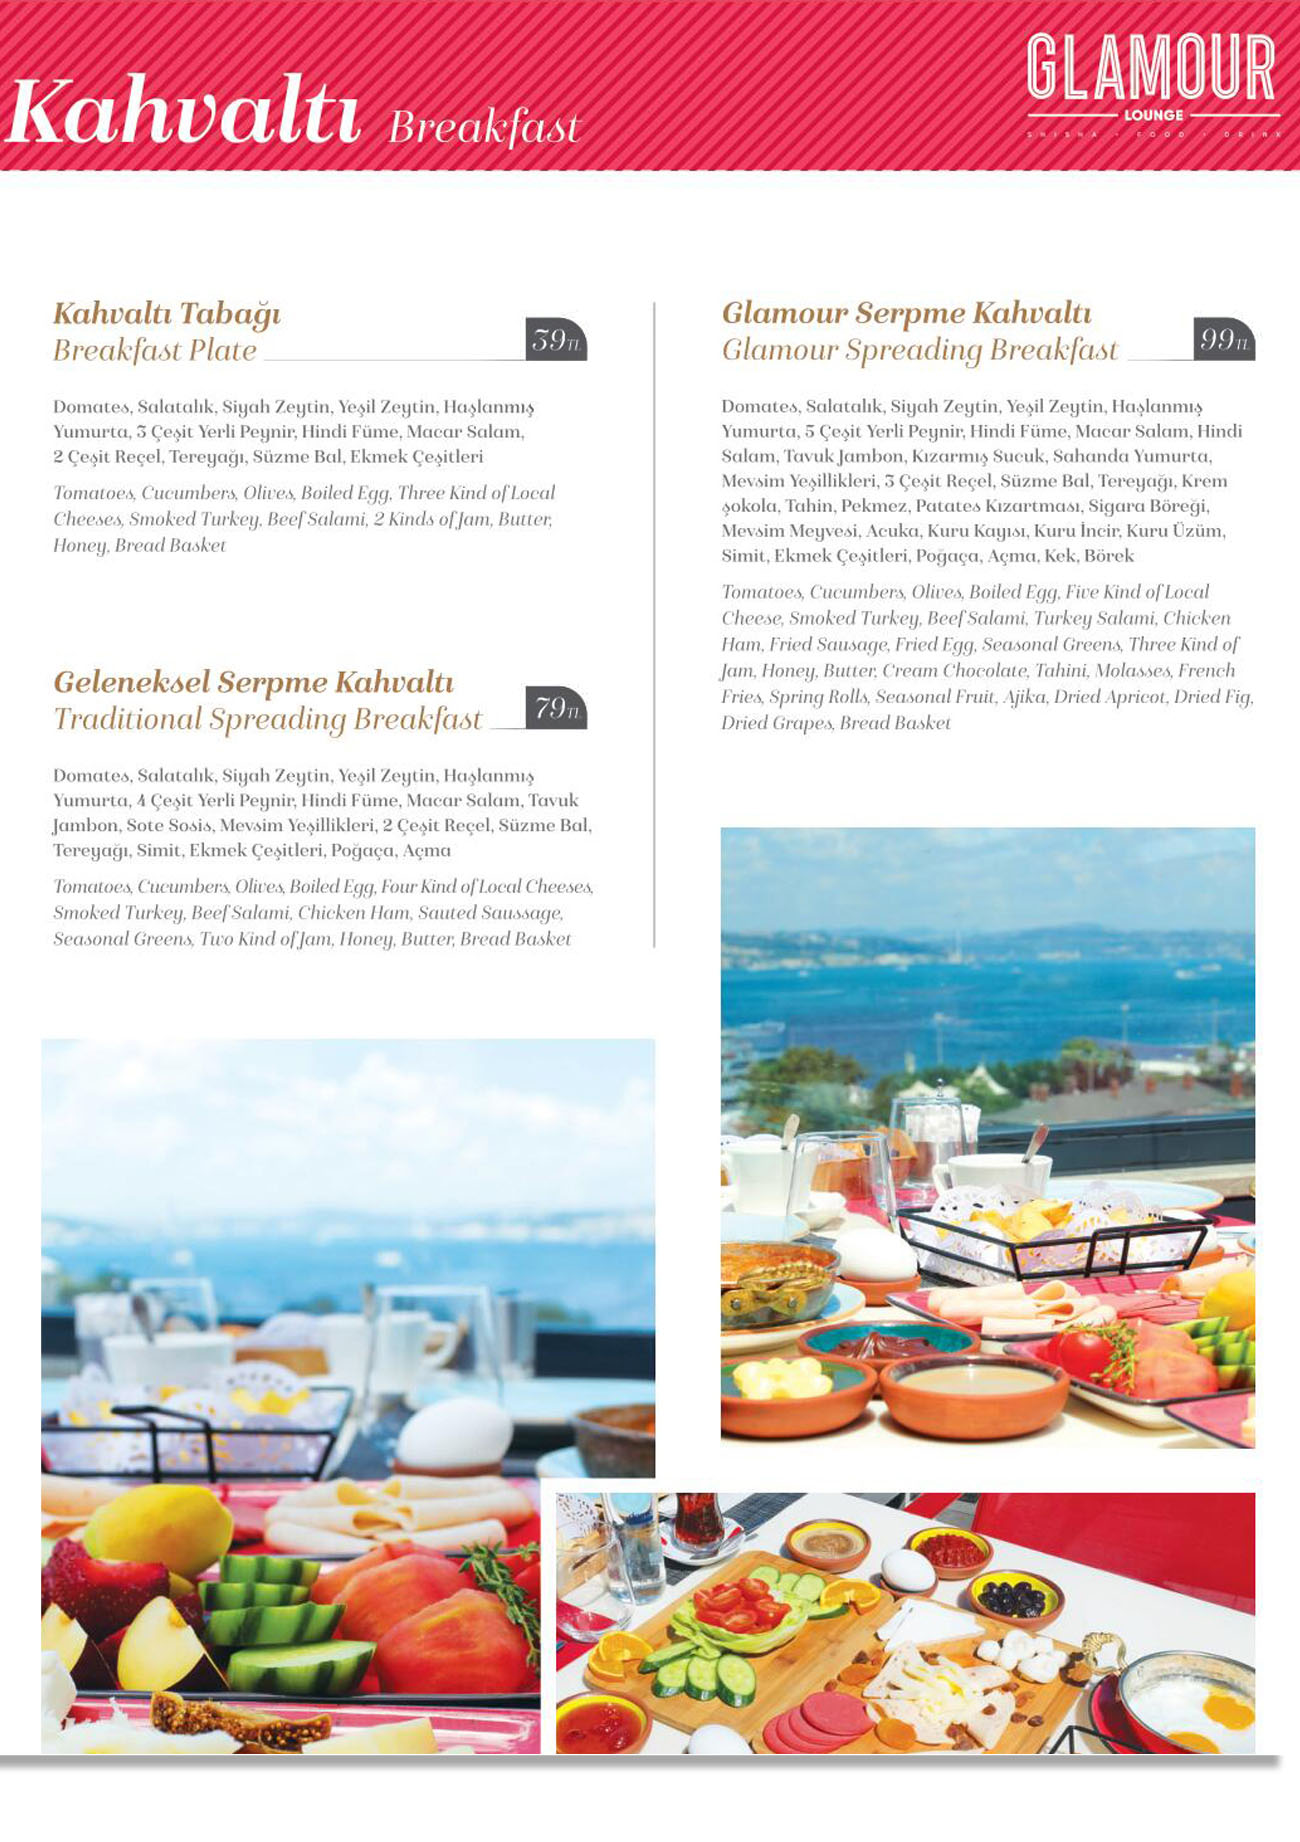 Kahvaltı Breakfast
GLAMOUR
LOUNGE
SHISHA • FOOD • DRINK
Kahvaltı Tabağı
Breakfast Plate
39TL
Domates, Salatalık, Siyah Zeytin, Yeşil Zeytin, Haşlanmış
Yumurta, 3 Çeşit Yerli Peynir, Hindi Füme, Macar Salam,
2 Çeşit Reçel, Tereyağı, Süzme Bal, Ekmek Çeşitleri
Tomatoes, Cucumbers, Olives, Boiled Egg, Three Kind of Local
Cheeses, Smoked Turkey, Beef Salami, 2 Kinds of Jam, Butter,
Honey, Bread Basket
Geleneksel Serpme Kahvaltı
Traditional Spreading Breakfast
79TL
Domates, Salatalık, Siyah Zeytin, Yeşil Zeytin, Haşlanmış
Yumurta, 4 Çeşit Yerli Peynir, Hindi Füme, Macar Salam, Tavuk
Jambon, Sote Sosis, Mevsim Yeşillikleri, 2 Çeşit Reçel, Süzme Bal,
Tereyağı, Simit, Ekmek Çeşitleri, Poğaça, Açma
Tomatoes, Cucumbers, Olives, Boiled Egg, Four Kind of Local Cheeses,
Smoked Turkey, Beef Salami, Chicken Ham, Sauted Saussage,
Seasonal Greens, Two Kind of Jam, Honey, Butter, Bread Basket
Glamour Serpme Kahvaltı
Glamour Spreading Breakfast
99TL
Domates, Salatalık, Siyah Zeytin, Yeşil Zeytin, Haşlanmış
Yumurta, 5 Çeşit Yerli Peynir, Hindi Füme, Macar Salam, Hindi
Salam, Tavuk Jambon, Kızarmış Sucuk, Sahanda Yumurta,
Mevsim Yeşillikleri, 3 Çeşit Reçel, Süzme Bal, Tereyağı, Krem
şokola, Tahin, Pekmez, Patates Kızartması, Sigara Böreği,
Mevsim Meyvesi, Acuka, Kuru Kayısı, Kuru İncir, Kuru Üzüm,
Simit, Ekmek Çeşitleri, Poğaça, Açma, Kek, Börek
Tomatoes, Cucumbers, Olives, Boiled Egg, Five Kind of Local
Cheese, Smoked Turkey, Beef Salami, Turkey Salami, Chicken
Ham, Fried Sausage, Fried Egg, Seasonal Greens, Three Kind of
Jam, Honey, Butter, Cream Chocolate, Tahini, Molasses, French
Fries, Spring Rolls, Seasonal Fruit, Ajika, Dried Apricot, Dried Fig,
Dried Grapes, Bread Basket